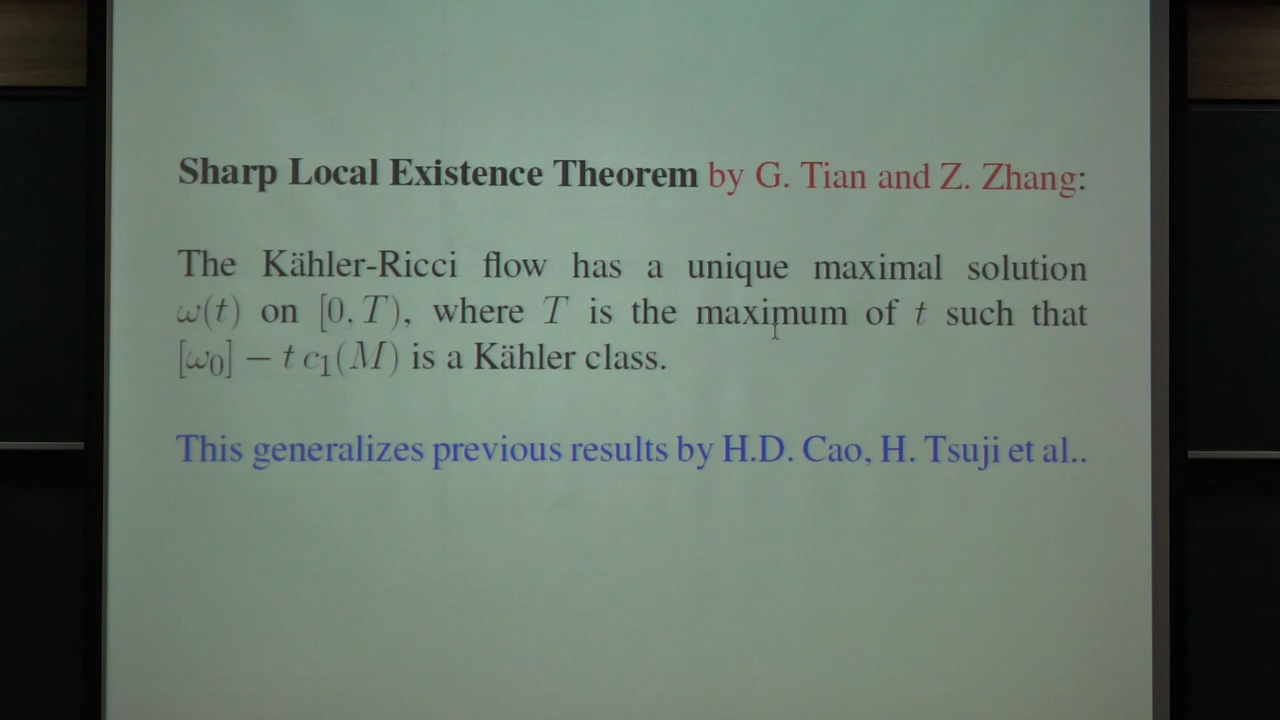 Sharp Local Existence Theorem by G. Tian and Z. Zhang:
The Kähler-Ricci flow has a unique maximal solution
ω(t) on [0, T), where T is the maximum of t such that
[ω₀] − t c₁(M) is a Kähler class.
This generalizes previous results by H.D. Cao, H. Tsuji et al..